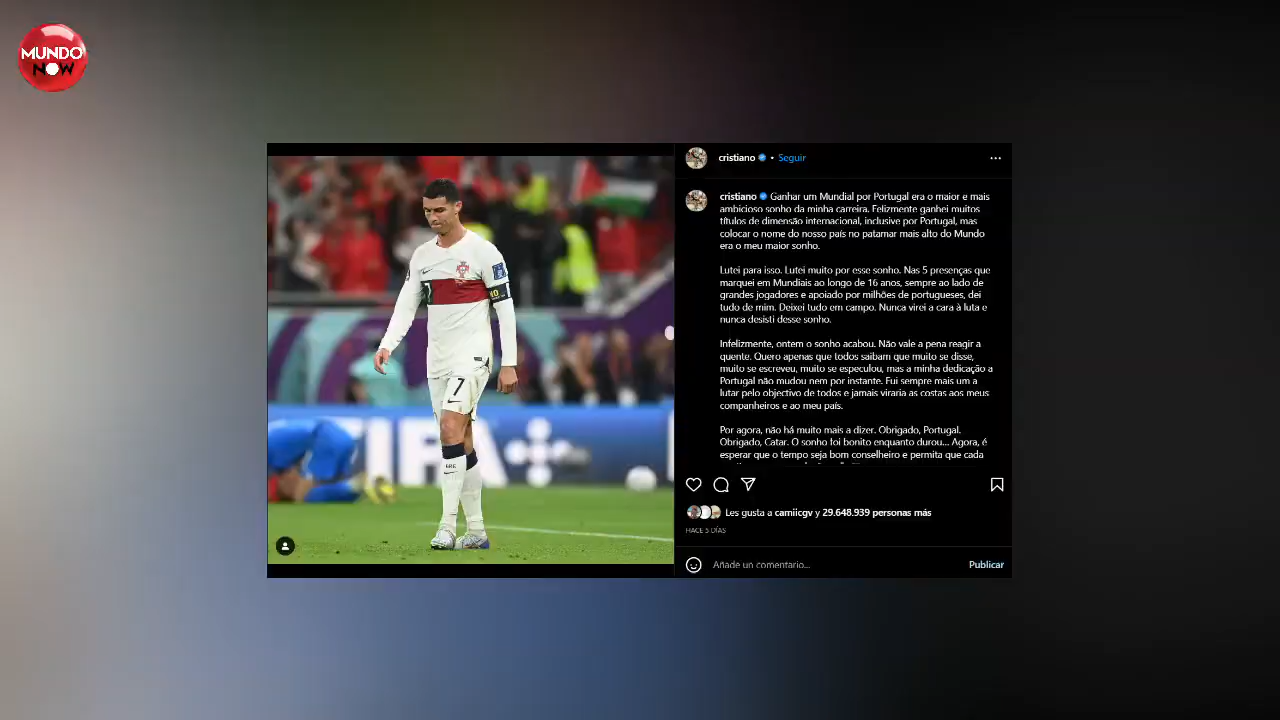 MUNDO
NOW
cristiano • Seguir
cristiano Ganhar um Mundial por Portugal era o maior e mais
ambicioso sonho da minha carreira. Felizmente ganhei muitos
títulos de dimensão internacional, inclusive por Portugal, mas
colocar o nome do nosso país no patamar mais alto do Mundo
era o meu maior sonho.
Lutei para isso. Lutei muito por esse sonho. Nas 5 presenças que
marquei em Mundiais ao longo de 16 anos, sempre ao lado de
grandes jogadores e apoiado por milhões de portugueses, dei
tudo de mim. Deixei tudo em campo. Nunca virei a cara à luta e
nunca desisti desse sonho.
Infelizmente, ontem o sonho acabou. Não vale a pena reagir a
quente. Quero apenas que todos saibam que muito se disse,
muito se escreveu, muito se especulou, mas a minha dedicação a
Portugal não mudou nem por instante. Fui sempre mais um a
lutar pelo objectivo de todos e jamais viraria as costas aos meus
companheiros e ao meu país.
Por agora, não há muito mais a dizer. Obrigado, Portugal.
Obrigado, Catar. O sonho foi bonito enquanto durou... Agora, é
esperar que o tempo seja bom conselheiro e permita que cada
Les gusta a camiicgv y 29.648.939 personas más
HACE 5 DÍAS
Añade un comentario...
Publicar
7
FIFA